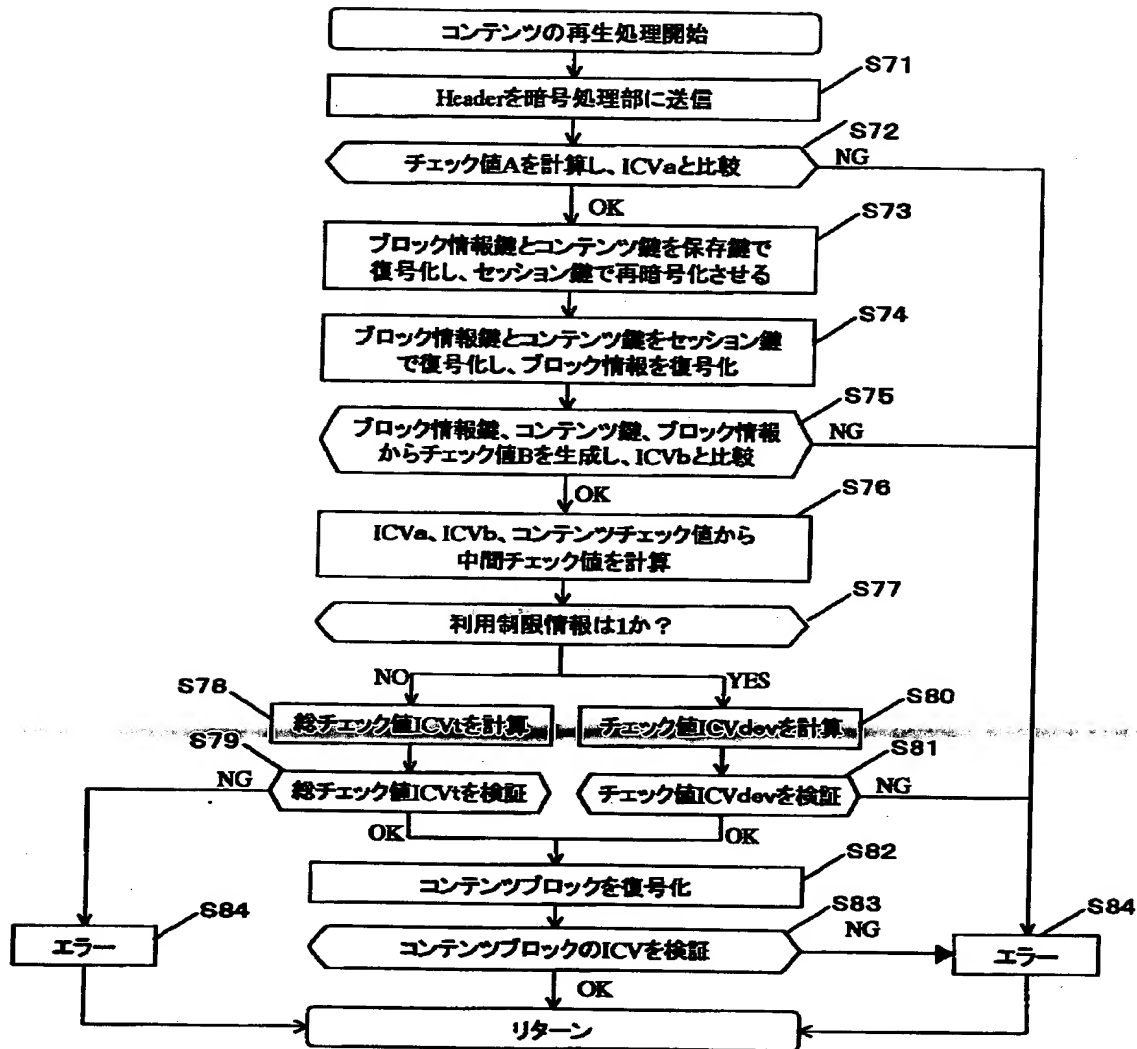 コンテンツの再生処理開始
S71
Headerを暗号処理部に送信
S72
チェック値Aを計算し、ICVaと比較
NG
OK
S73
ブロック情報鍵とコンテンツ鍵を保存鍵で
復号化し、セッション鍵で再暗号化させる
S74
ブロック情報鍵とコンテンツ鍵をセッション鍵
で復号化し、ブロック情報を復号化
S75
ブロック情報鍵、コンテンツ鍵、ブロック情報
からチェック値Bを生成し、ICVbと比較
NG
OK
S76
ICVa、ICVb、コンテンツチェック値から
中間チェック値を計算
S77
利用制限情報は1か？
NO
YES
S78
総チェック値ICVtを計算
S80
チェック値ICVdevを計算
S79
NG
総チェック値ICVtを検証
S81
チェック値ICVdevを検証
NG
OK
OK
S82
コンテンツブロックを復号化
S83
コンテンツブロックのICVを検証
NG
S84
エラー
S84
エラー
OK
リターン